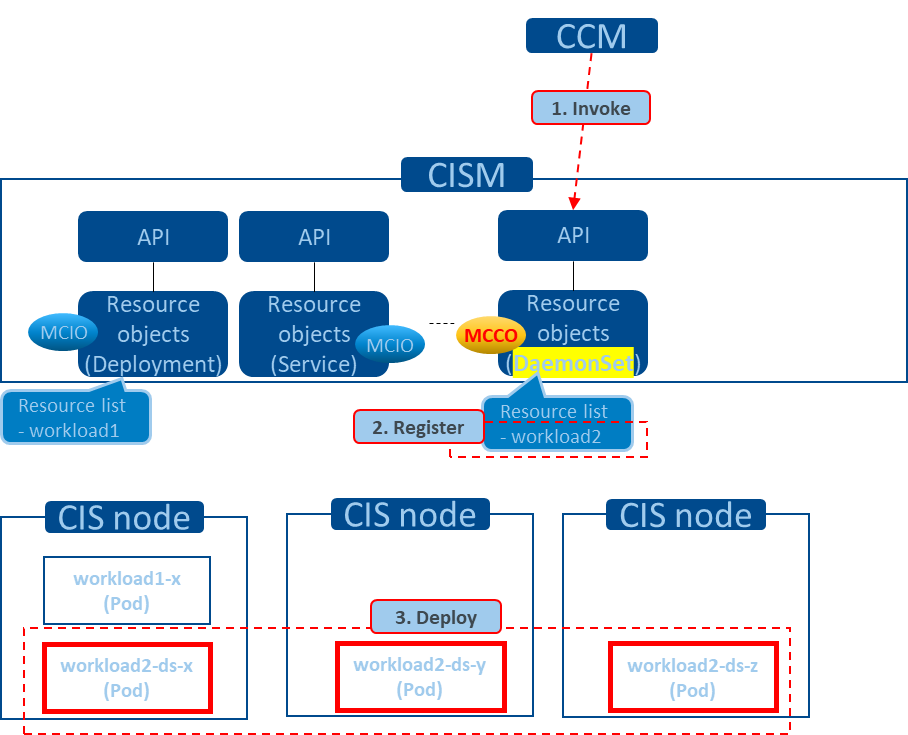 CCM
1. Invoke
CISM
API
API
API
Resource
objects
(Deployment)
MCIO
Resource
objects
(Service)
MCIO
MCCO
Resource
objects
(DaemonSet)
Resource list
- workload1
2. Register
Resource list
- workload2
CIS node
workload1-x
(Pod)
workload2-ds-x
(Pod)
CIS node
3. Deploy
workload2-ds-y
(Pod)
CIS node
workload2-ds-z
(Pod)